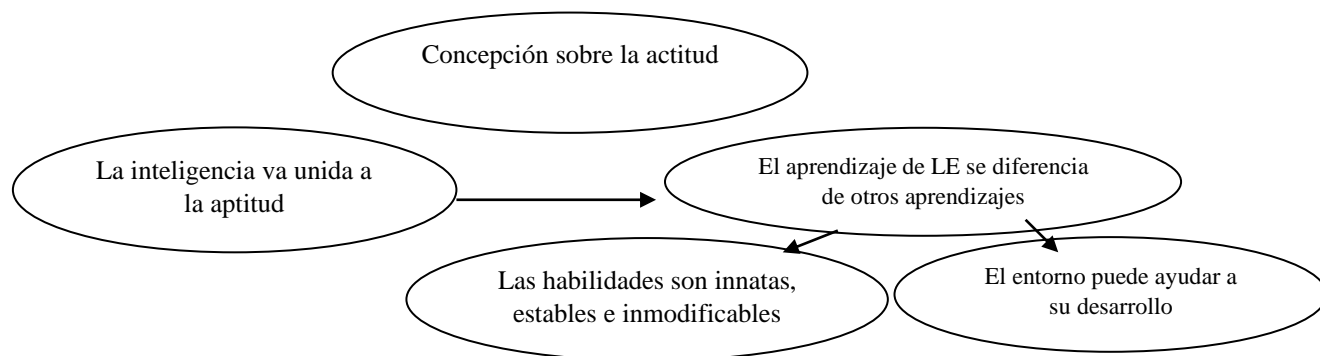 Concepción sobre la actitud
La inteligencia va unida a
la aptitud
El aprendizaje de LE se diferencia
de otros aprendizajes
Las habilidades son innatas,
estables e inmodificables
El entorno puede ayudar a
su desarrollo